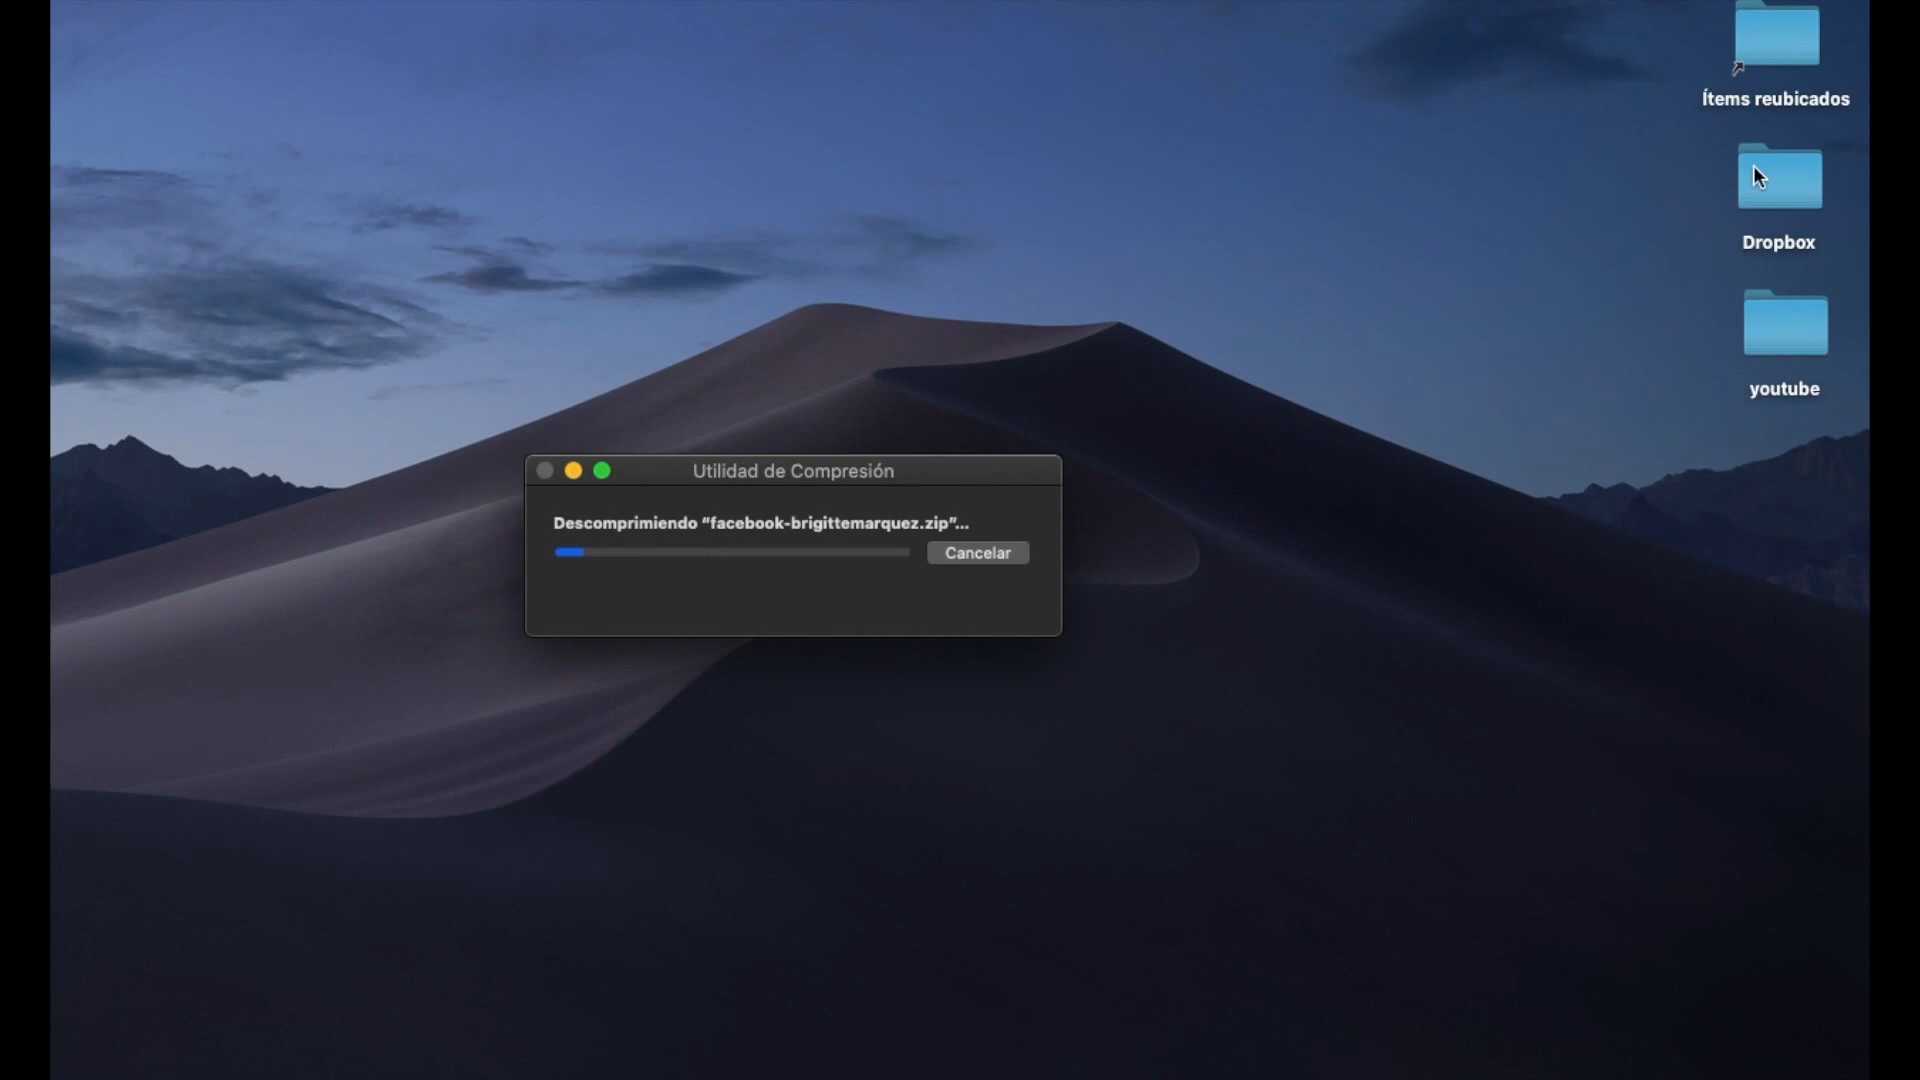 Ítems reubicados
Dropbox
youtube
Utilidad de Compresión
Descomprimiendo “facebook-brigittemarquez.zip”...
Cancelar